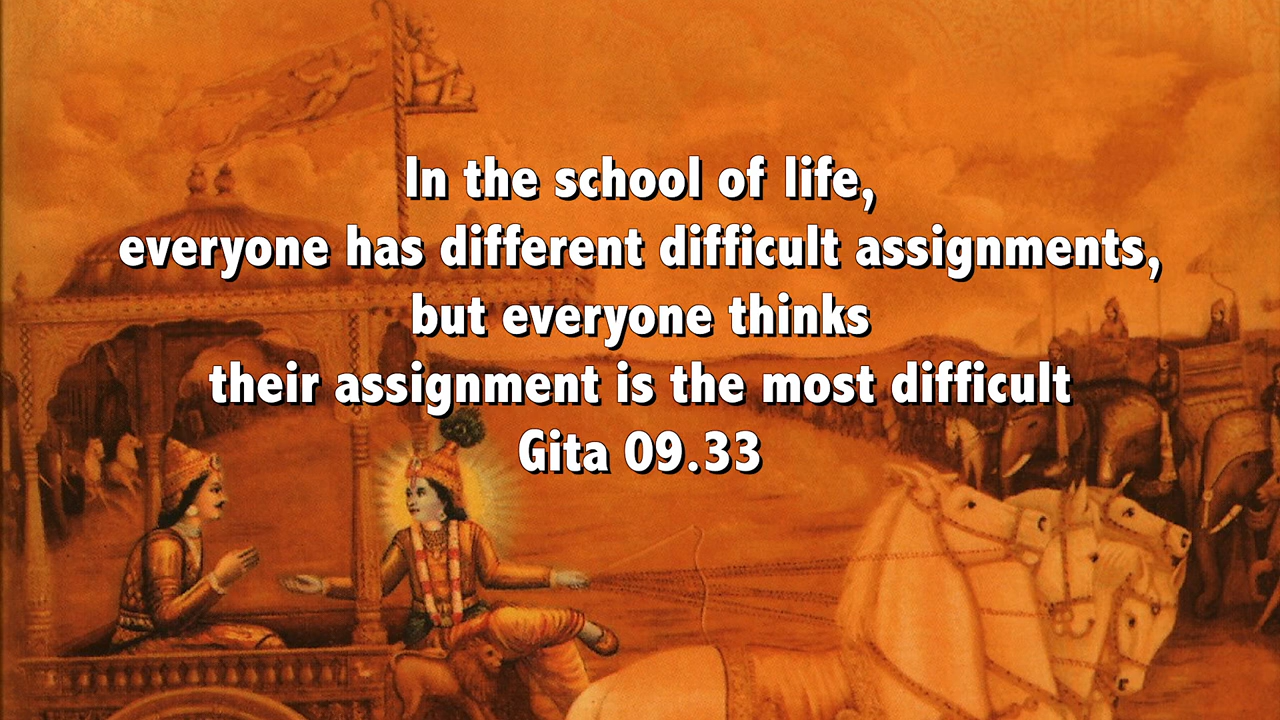 In the school of life,
everyone has different difficult assignments,
but everyone thinks
their assignment is the most difficult
Gita 09.33